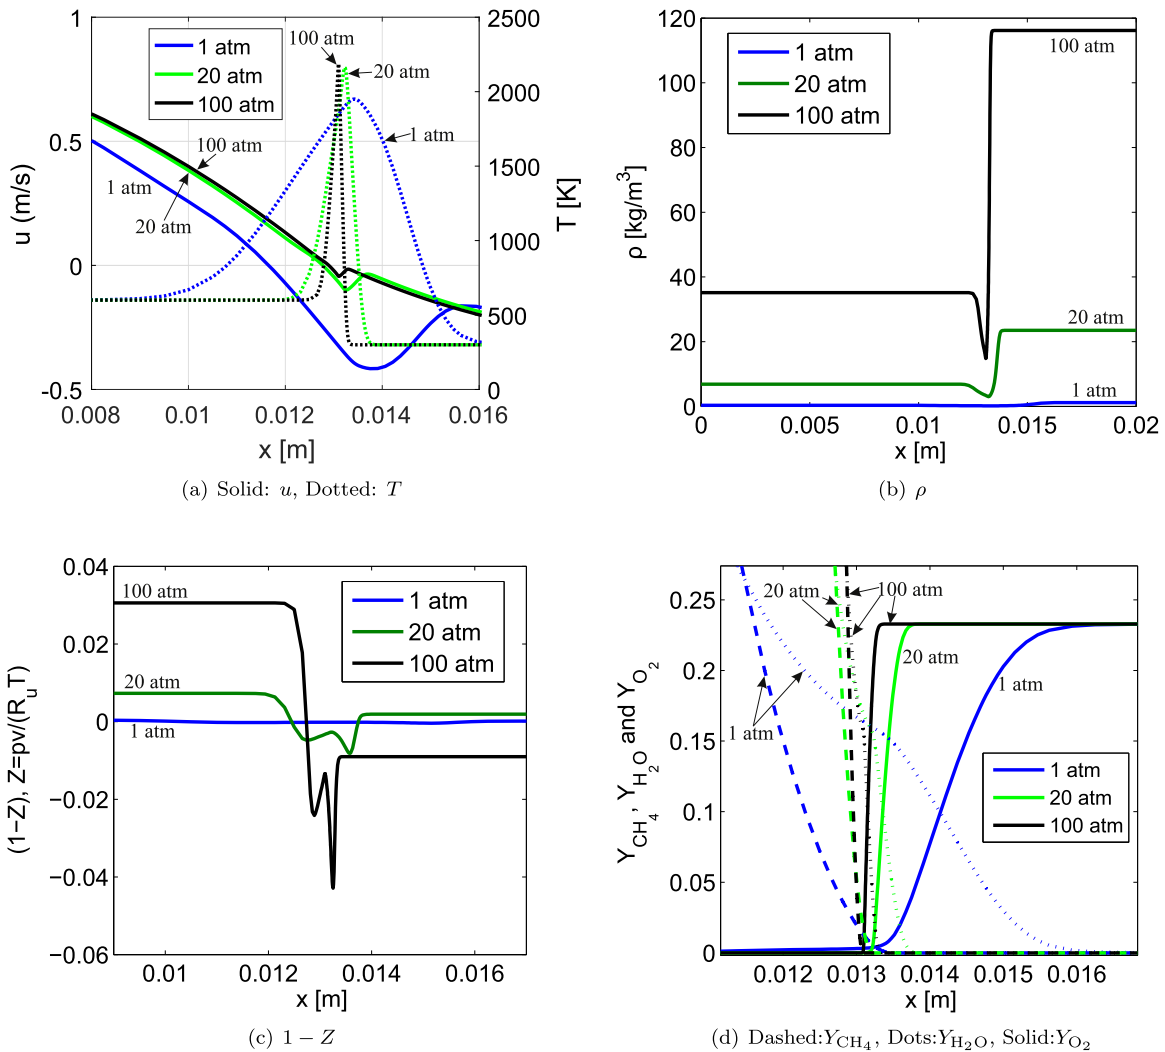 1
0.5
0
-0.5
u (m/s)
2500
2000
1500
1000
500
0
T [K]
0.008
0.01
0.012
0.014
0.016
x [m]
1 atm
20 atm
100 atm
100 atm
20 atm
1 atm
100 atm
1 atm
20 atm
(a) Solid: u, Dotted: T
120
100
80
60
40
20
0
ρ [kg/m³]
0
0.005
0.01
0.015
0.02
x [m]
1 atm
20 atm
100 atm
100 atm
20 atm
1 atm
(b) ρ
0.04
0.02
0
−0.02
−0.04
−0.06
(1−Z), Z=pv/(RᵤT)
0.01
0.012
0.014
0.016
x [m]
1 atm
20 atm
100 atm
100 atm
20 atm
1 atm
(c) 1 − Z
0.25
0.2
0.15
0.1
0.05
0
Y_CH₄, Y_H₂O and Y_O₂
0.012
0.013
0.014
0.015
0.016
x [m]
20 atm
100 atm
20 atm
1 atm
1 atm
1 atm
20 atm
100 atm
(d) Dashed:Y_CH₄, Dots:Y_H₂O, Solid:Y_O₂